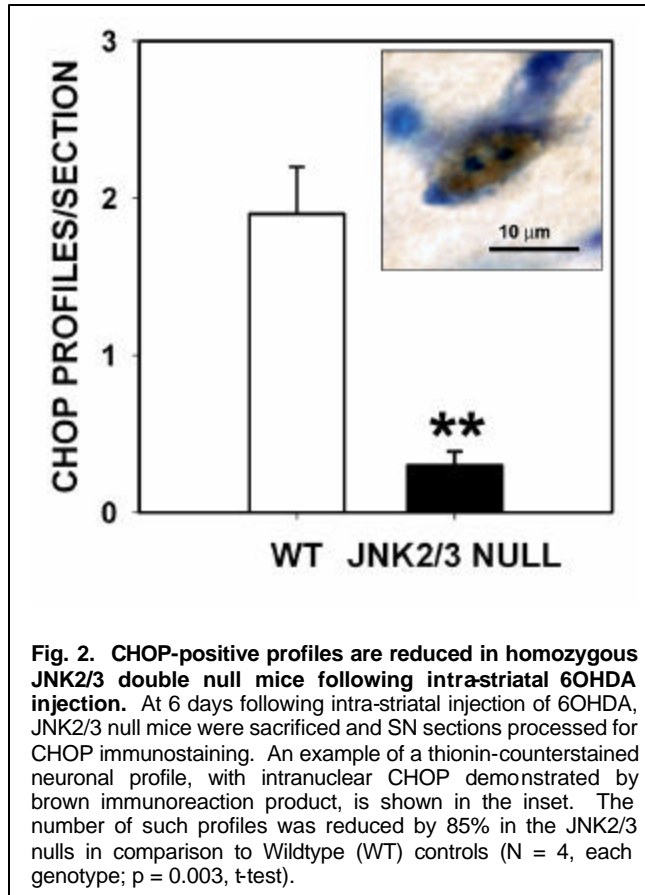 3
2
1
0
CHOP PROFILES/SECTION
10 µm
**
WT JNK2/3 NULL
Fig. 2. CHOP-positive profiles are reduced in homozygous
JNK2/3 double null mice following intra-striatal 6OHDA
injection. At 6 days following intra-striatal injection of 6OHDA,
JNK2/3 null mice were sacrificed and SN sections processed for
CHOP immunostaining. An example of a thionin-counterstained
neuronal profile, with intranuclear CHOP demonstrated by
brown immunoreaction product, is shown in the inset. The
number of such profiles was reduced by 85% in the JNK2/3
nulls in comparison to Wildtype (WT) controls (N = 4, each
genotype; p = 0.003, t-test).